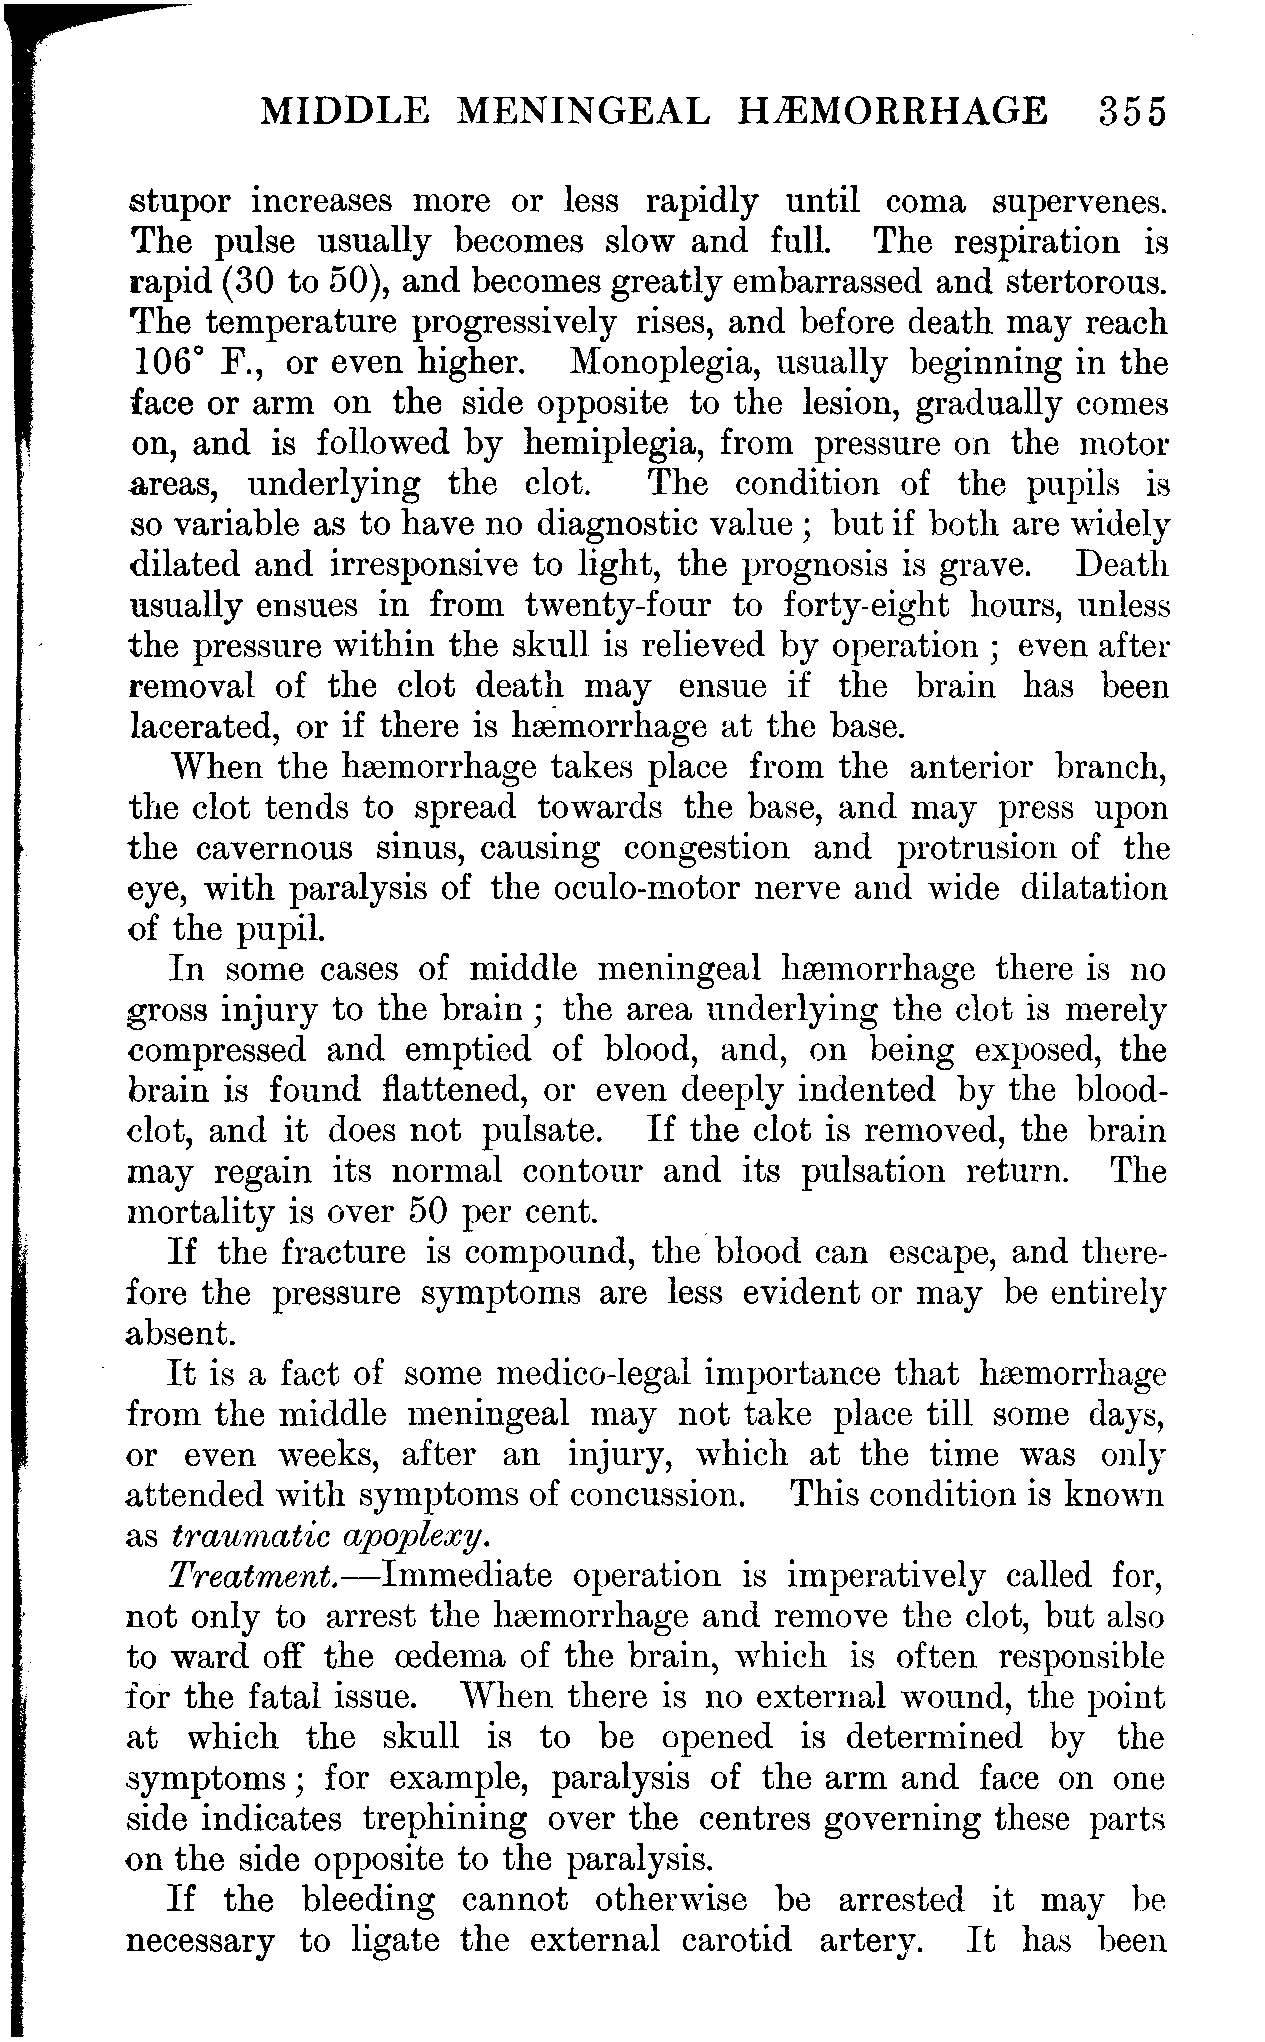 MIDDLE MENINGEAL HÆMORRHAGE 355
stupor increases more or less rapidly until coma supervenes.
The pulse usually becomes slow and full. The respiration is
rapid (30 to 50), and becomes greatly embarrassed and stertorous.
The temperature progressively rises, and before death may reach
106° F., or even higher. Monoplegia, usually beginning in the
face or arm on the side opposite to the lesion, gradually comes
on, and is followed by hemiplegia, from pressure on the motor
areas, underlying the clot. The condition of the pupils is
so variable as to have no diagnostic value ; but if both are widely
dilated and irresponsive to light, the prognosis is grave. Death
usually ensues in from twenty-four to forty-eight hours, unless
the pressure within the skull is relieved by operation ; even after
removal of the clot death may ensue if the brain has been
lacerated, or if there is hæmorrhage at the base.
When the hæmorrhage takes place from the anterior branch,
the clot tends to spread towards the base, and may press upon
the cavernous sinus, causing congestion and protrusion of the
eye, with paralysis of the oculo-motor nerve and wide dilatation
of the pupil.
In some cases of middle meningeal hæmorrhage there is no
gross injury to the brain ; the area underlying the clot is merely
compressed and emptied of blood, and, on being exposed, the
brain is found flattened, or even deeply indented by the blood-
clot, and it does not pulsate. If the clot is removed, the brain
may regain its normal contour and its pulsation return. The
mortality is over 50 per cent.
If the fracture is compound, the blood can escape, and there-
fore the pressure symptoms are less evident or may be entirely
absent.
It is a fact of some medico-legal importance that hæmorrhage
from the middle meningeal may not take place till some days,
or even weeks, after an injury, which at the time was only
attended with symptoms of concussion. This condition is known
as traumatic apoplexy.
Treatment.—Immediate operation is imperatively called for,
not only to arrest the hæmorrhage and remove the clot, but also
to ward off the œdema of the brain, which is often responsible
for the fatal issue. When there is no external wound, the point
at which the skull is to be opened is determined by the
symptoms ; for example, paralysis of the arm and face on one
side indicates trephining over the centres governing these parts
on the side opposite to the paralysis.
If the bleeding cannot otherwise be arrested it may be
necessary to ligate the external carotid artery. It has been